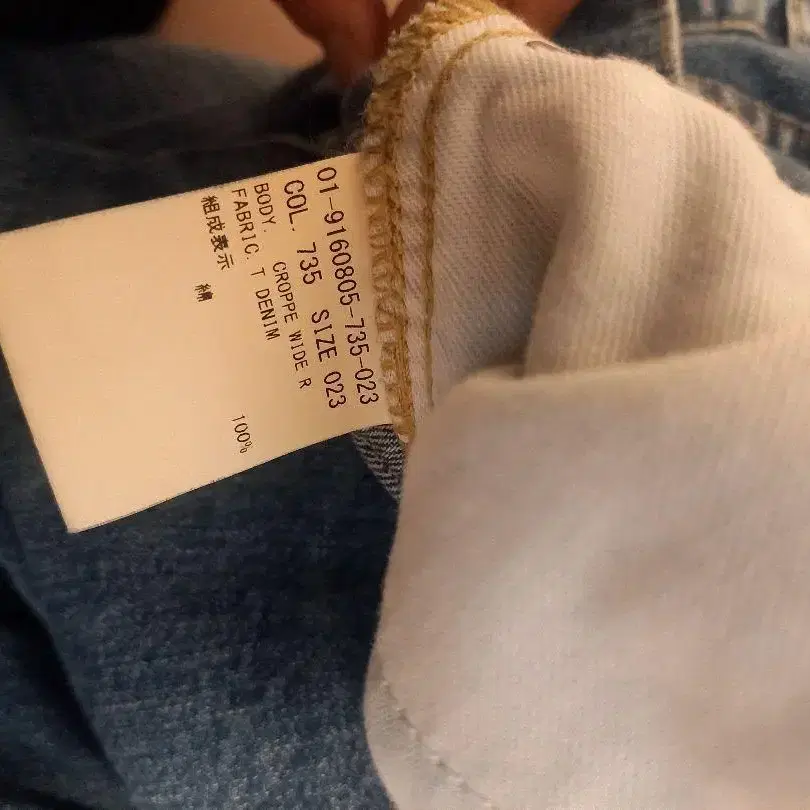 01-9160805-735-023
COL. 735 SIZE 023
BODY. CROPPE WIDE R
FABRIC. T DENIM
組成表示
綿 100%